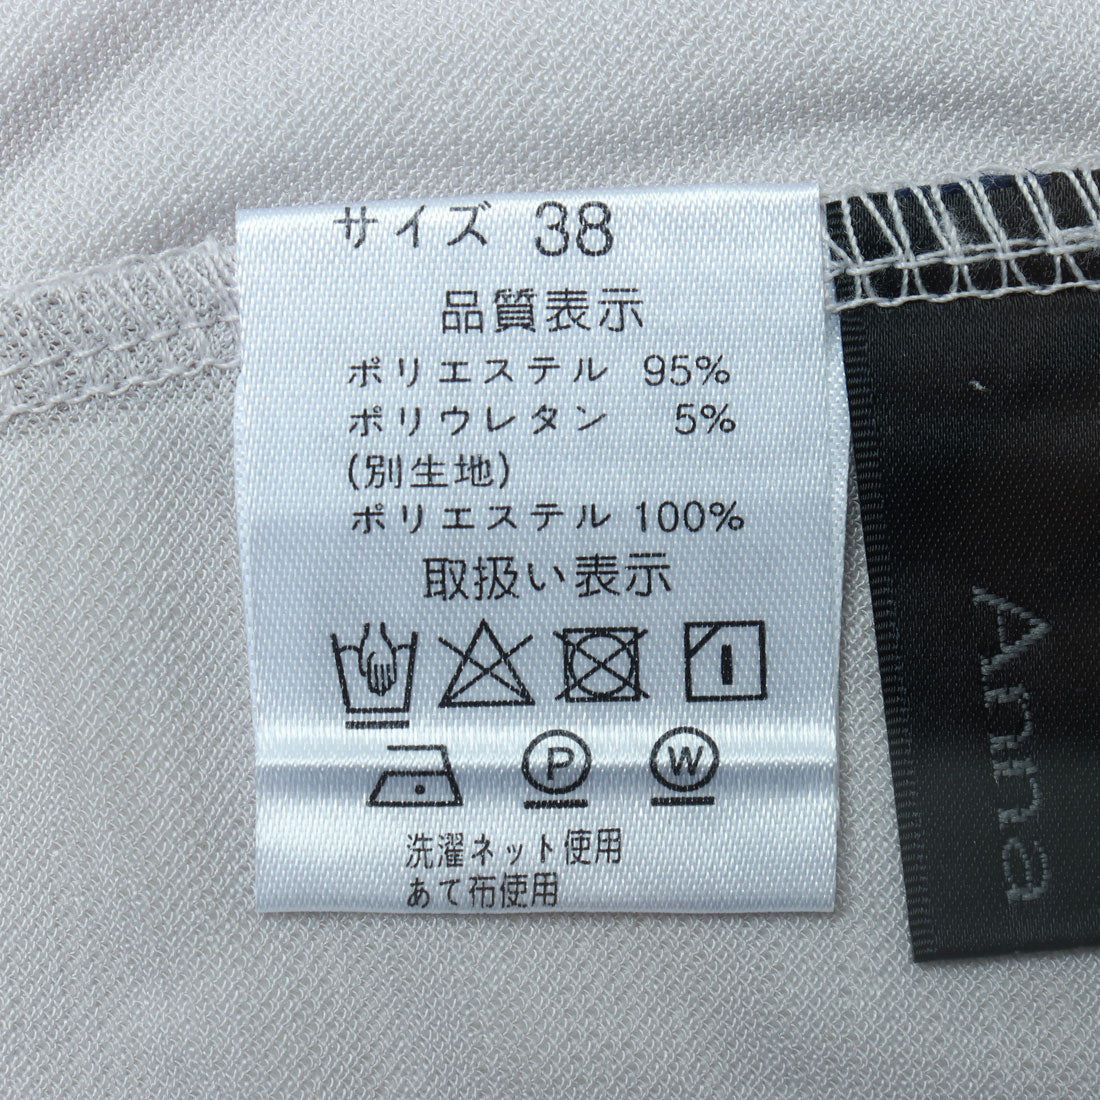 サイズ 38
品質表示
ポリエステル 95%
ポリウレタン 5%
(別生地)
ポリエステル 100%
取扱い表示
P W
洗濯ネット使用
あて布使用
Anna